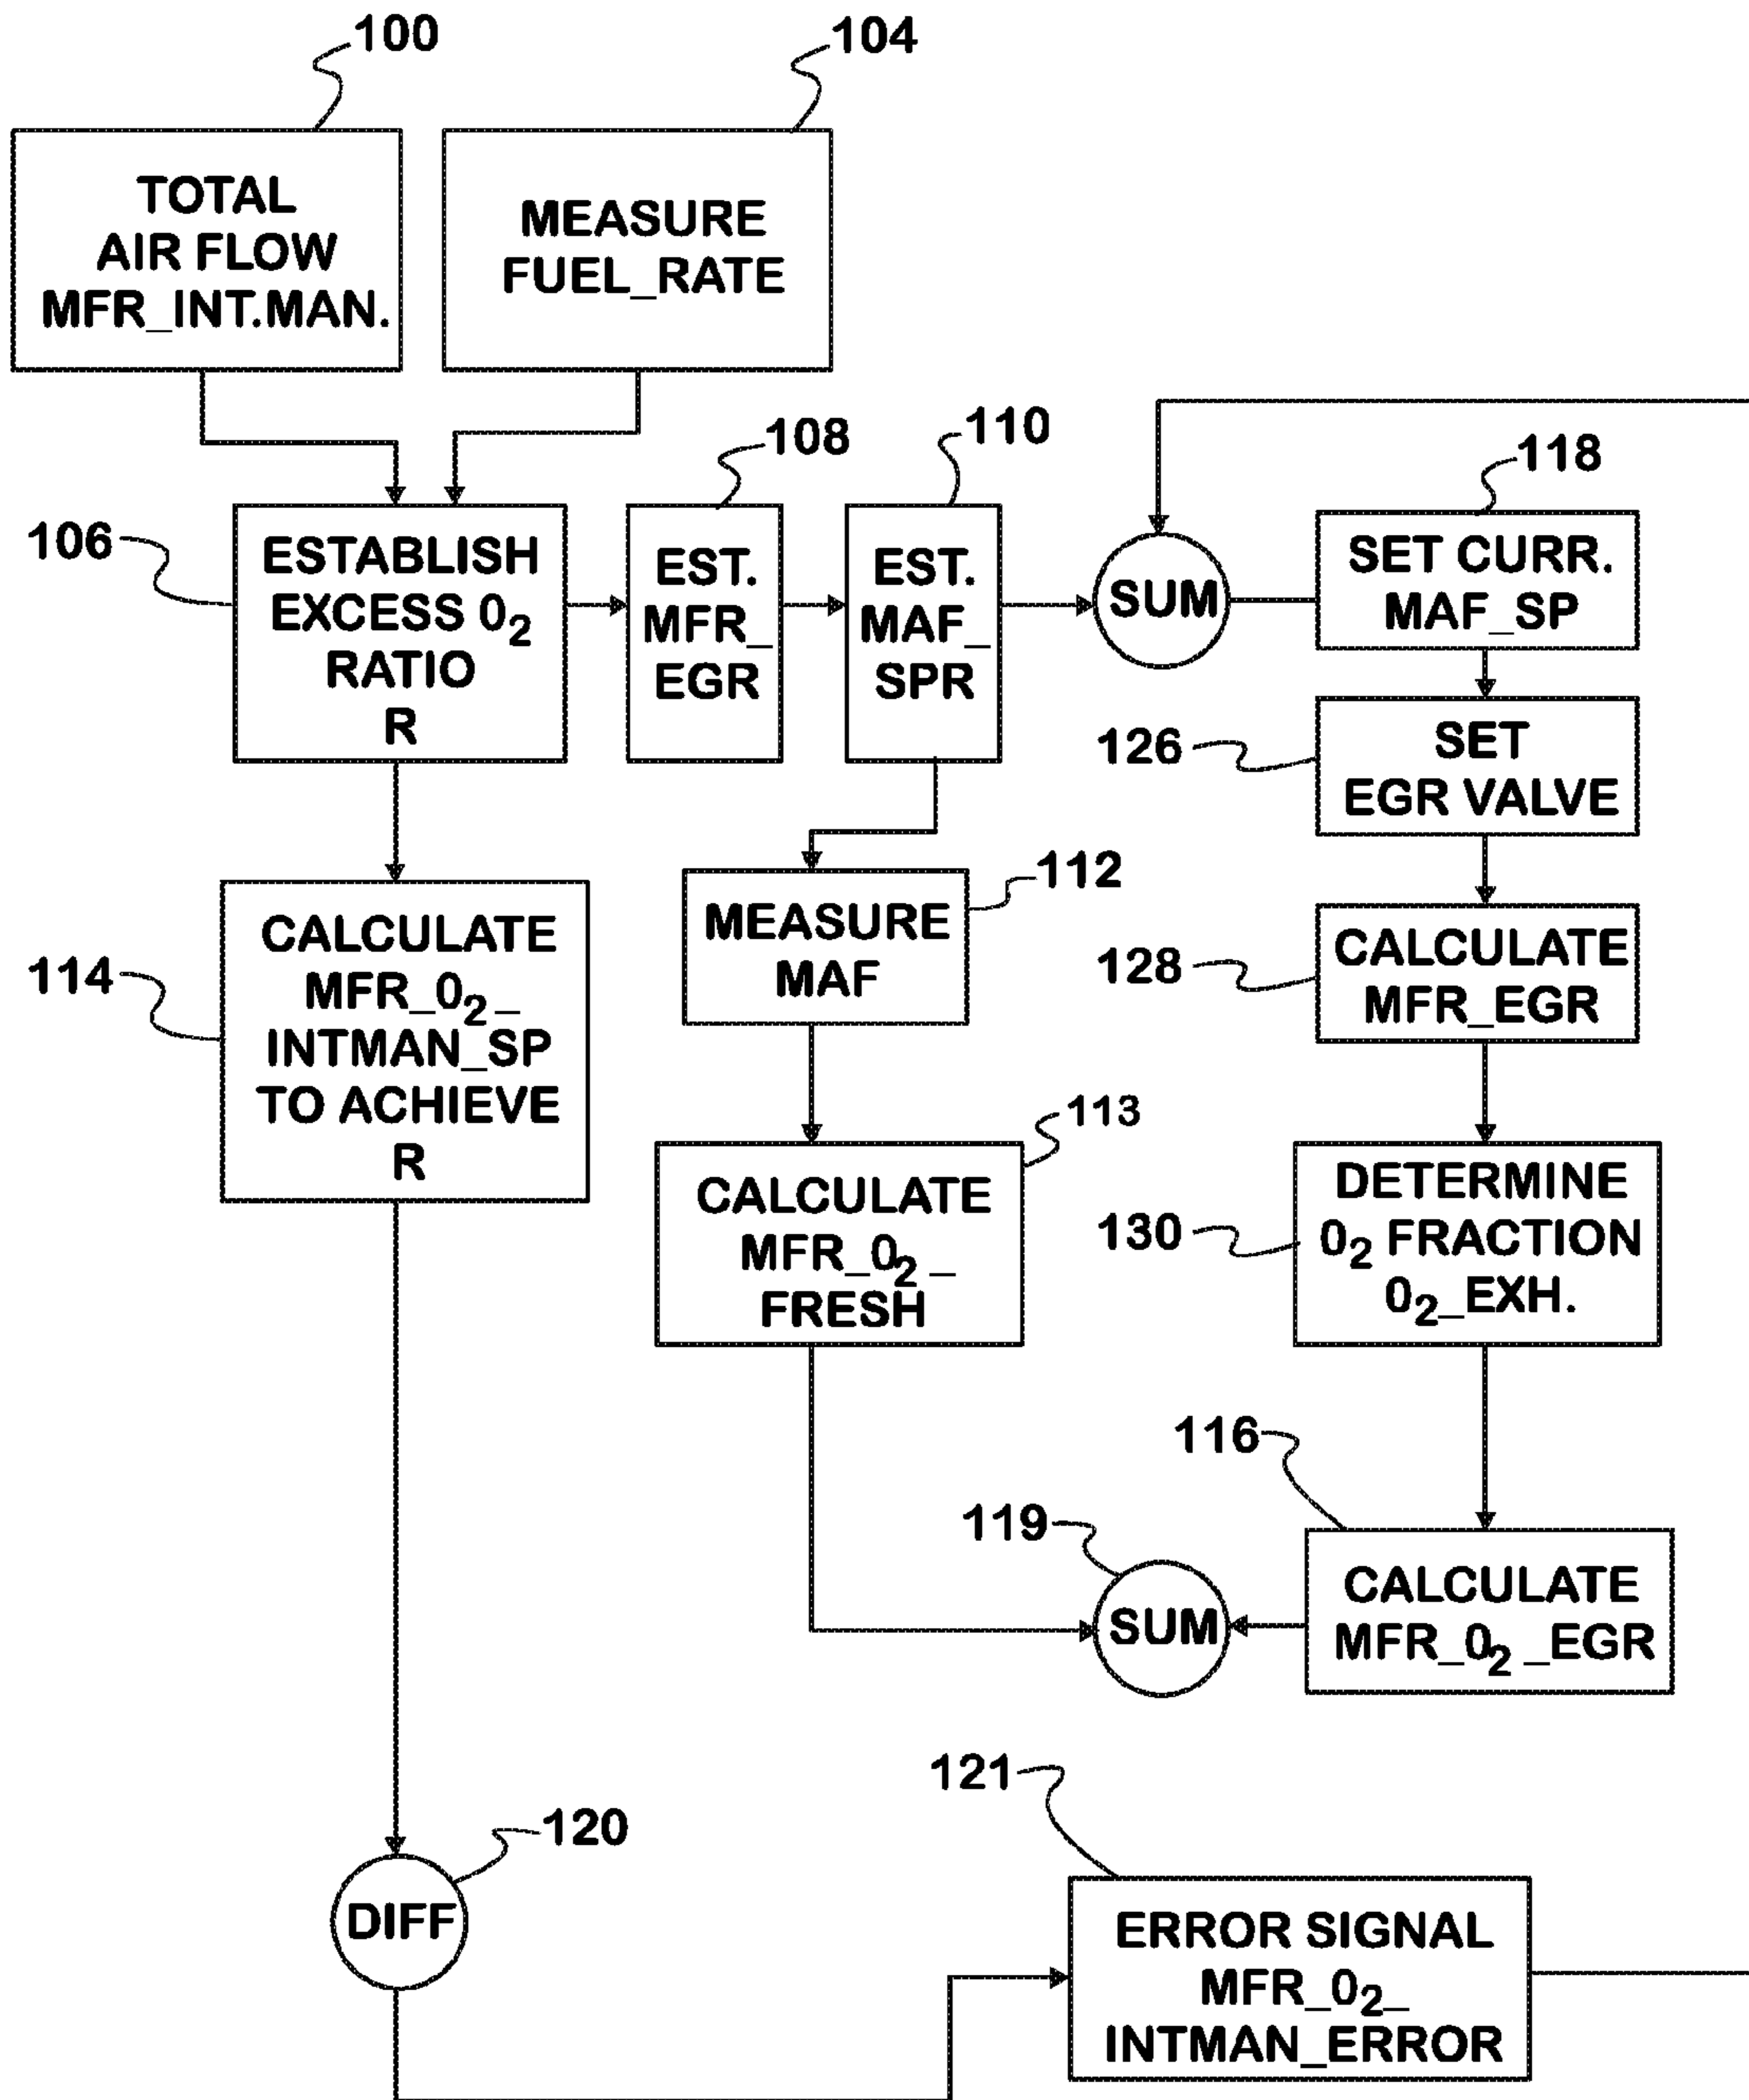 100
104
TOTAL
AIR FLOW
MFR_INT.MAN.
MEASURE
FUEL_RATE
106
ESTABLISH
EXCESS 0₂
RATIO
R
108
EST.
MFR_
EGR
110
EST.
MAF_
SPR
SUM
118
SET CURR.
MAF_SP
126
SET
EGR VALVE
114
CALCULATE
MFR_0₂_
INTMAN_SP
TO ACHIEVE
R
112
MEASURE
MAF
128
CALCULATE
MFR_EGR
113
CALCULATE
MFR_0₂_
FRESH
130
DETERMINE
0₂ FRACTION
0₂_EXH.
116
119
SUM
CALCULATE
MFR_0₂_EGR
120
DIFF
121
ERROR SIGNAL
MFR_0₂_
INTMAN_ERROR